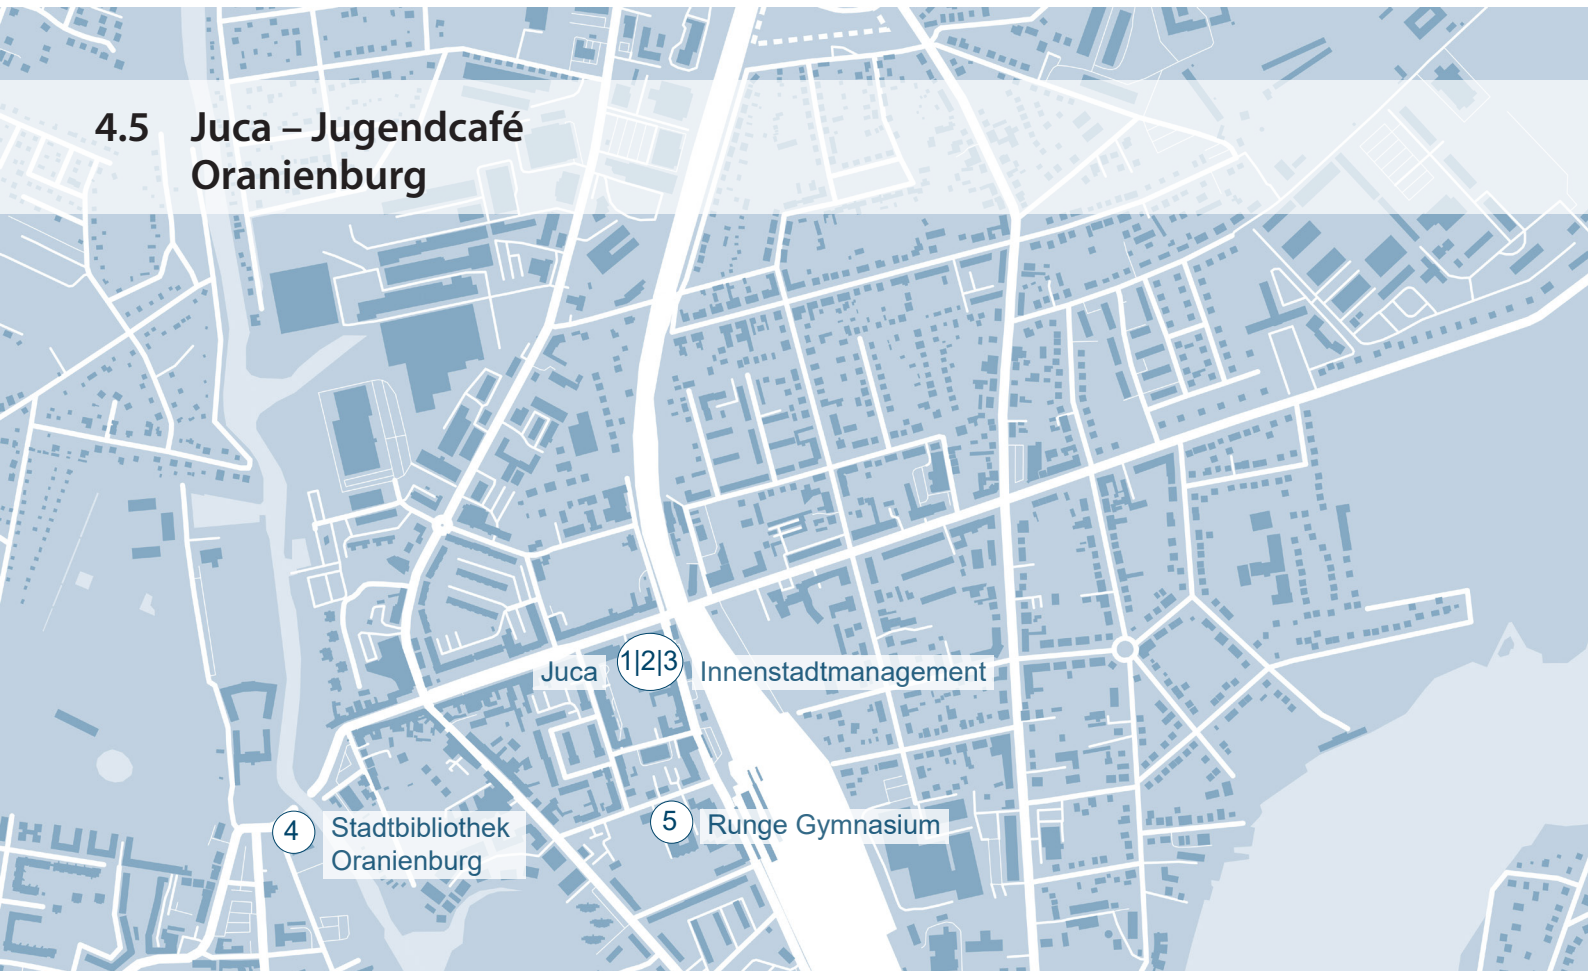 4.5 Juca – Jugendcafé
Oranienburg
Juca 1|2|3 Innenstadtmanagement
4 Stadtbibliothek
Oranienburg
5 Runge Gymnasium